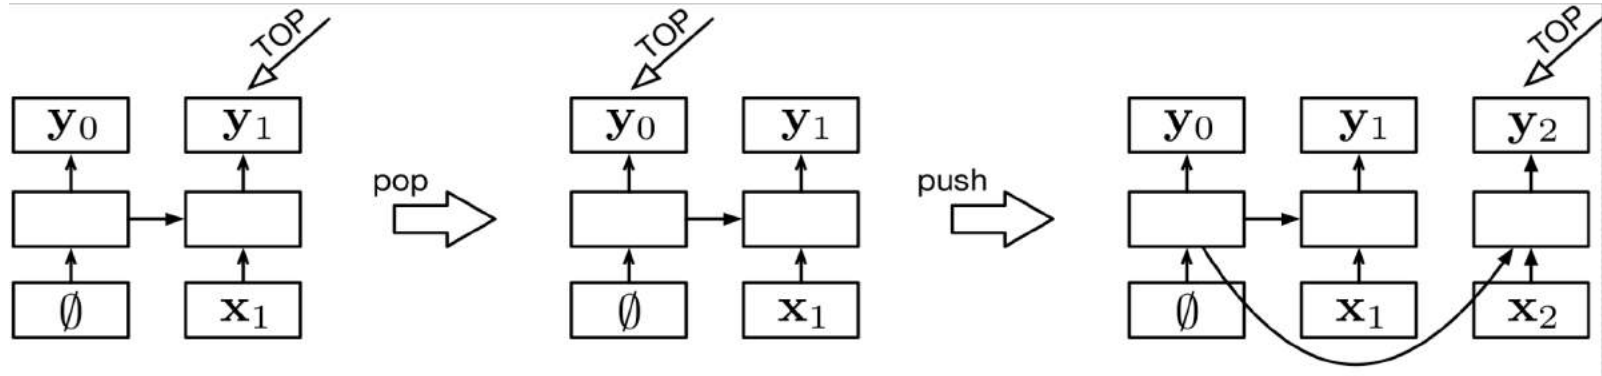 TOP TOP TOP
y₀ y₁ y₀ y₁ y₀ y₁ y₂
pop push
∅ x₁ ∅ x₁ ∅ x₁ x₂